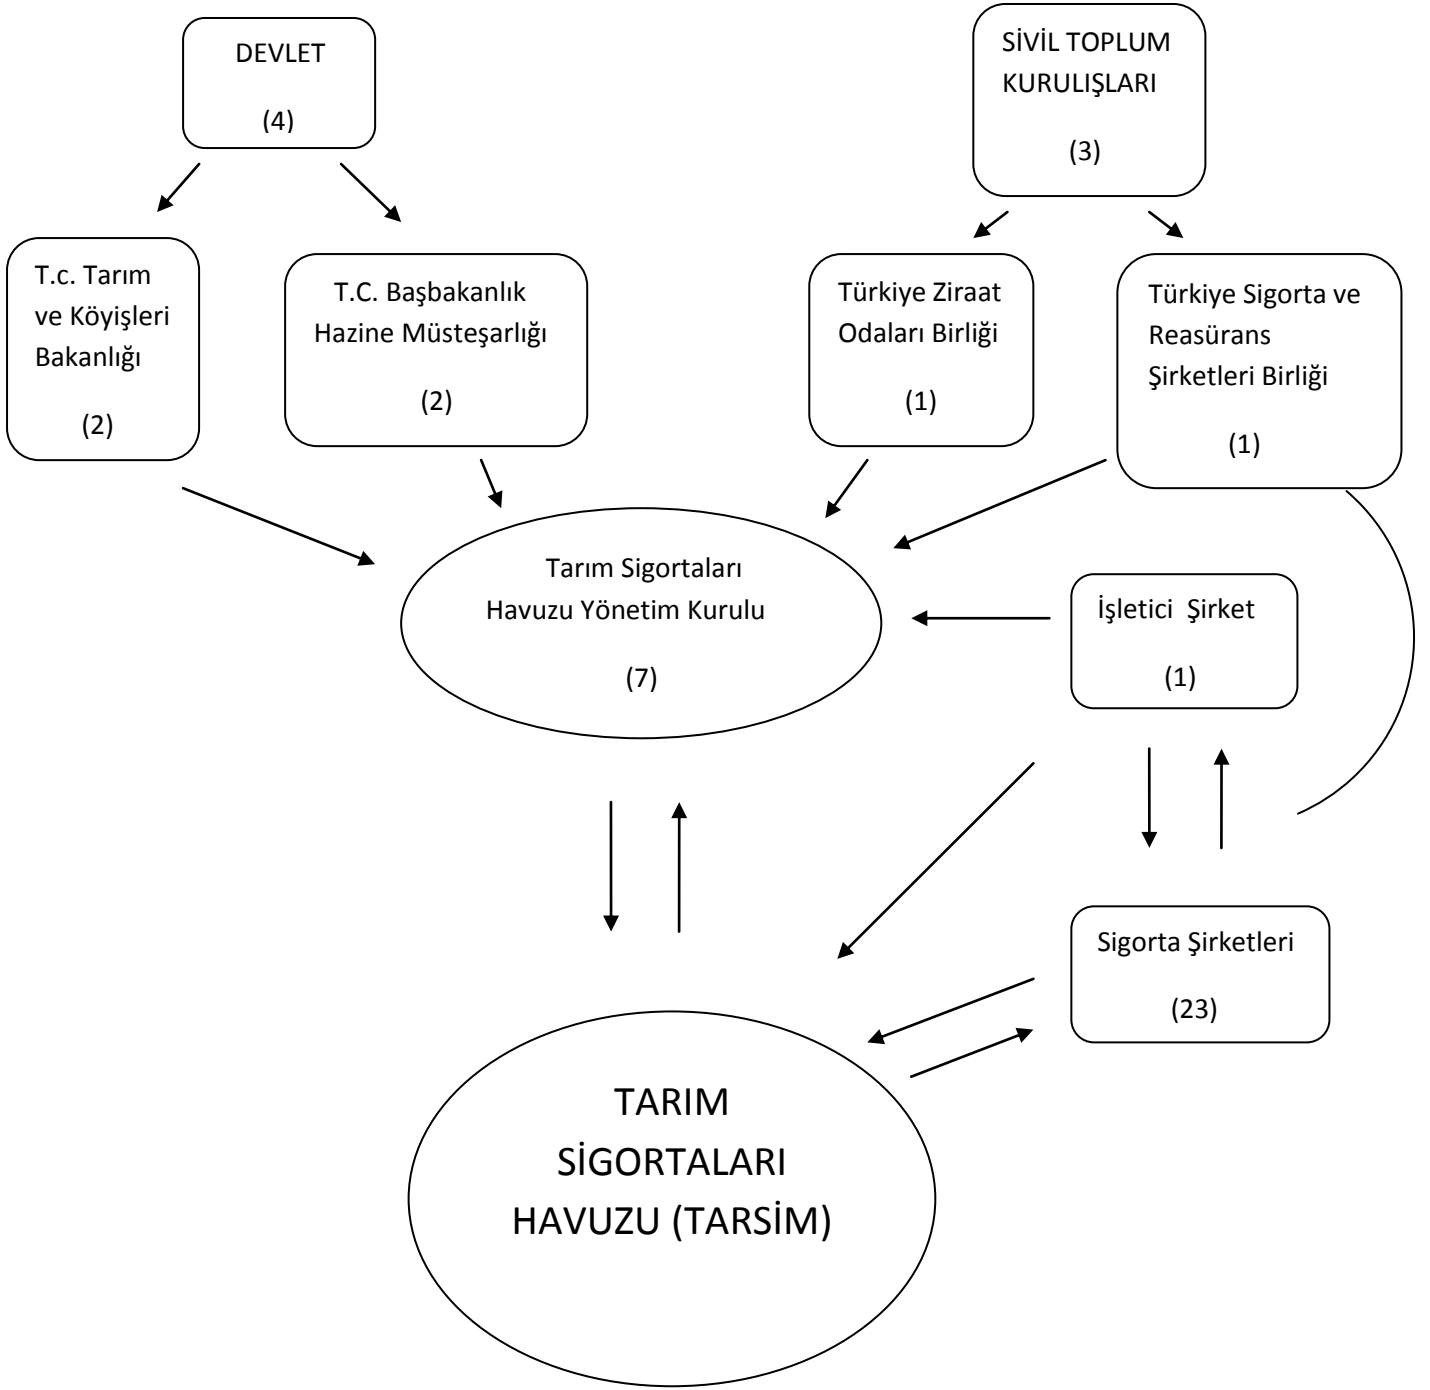 DEVLET
(4)
SİVİL TOPLUM
KURULIŞLARI
(3)
T.c. Tarım
ve Köyişleri
Bakanlığı
(2)
T.C. Başbakanlık
Hazine Müsteşarlığı
(2)
Türkiye Ziraat
Odaları Birliği
(1)
Türkiye Sigorta ve
Reasürans
Şirketleri Birliği
(1)
Tarım Sigortaları
Havuzu Yönetim Kurulu
(7)
İşletici  Şirket
(1)
Sigorta Şirketleri
(23)
TARIM
SİGORTALARI
HAVUZU (TARSİM)